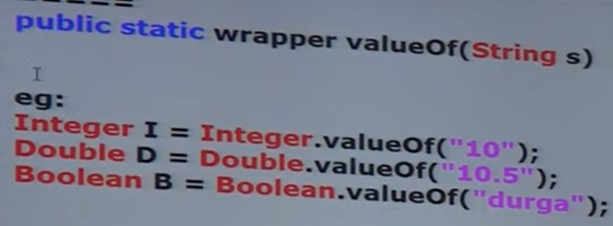 public static wrapper valueOf(String s)
eg:
Integer I = Integer.valueOf("10");
Double D = Double.valueOf("10.5");
Boolean B = Boolean.valueOf("durga");